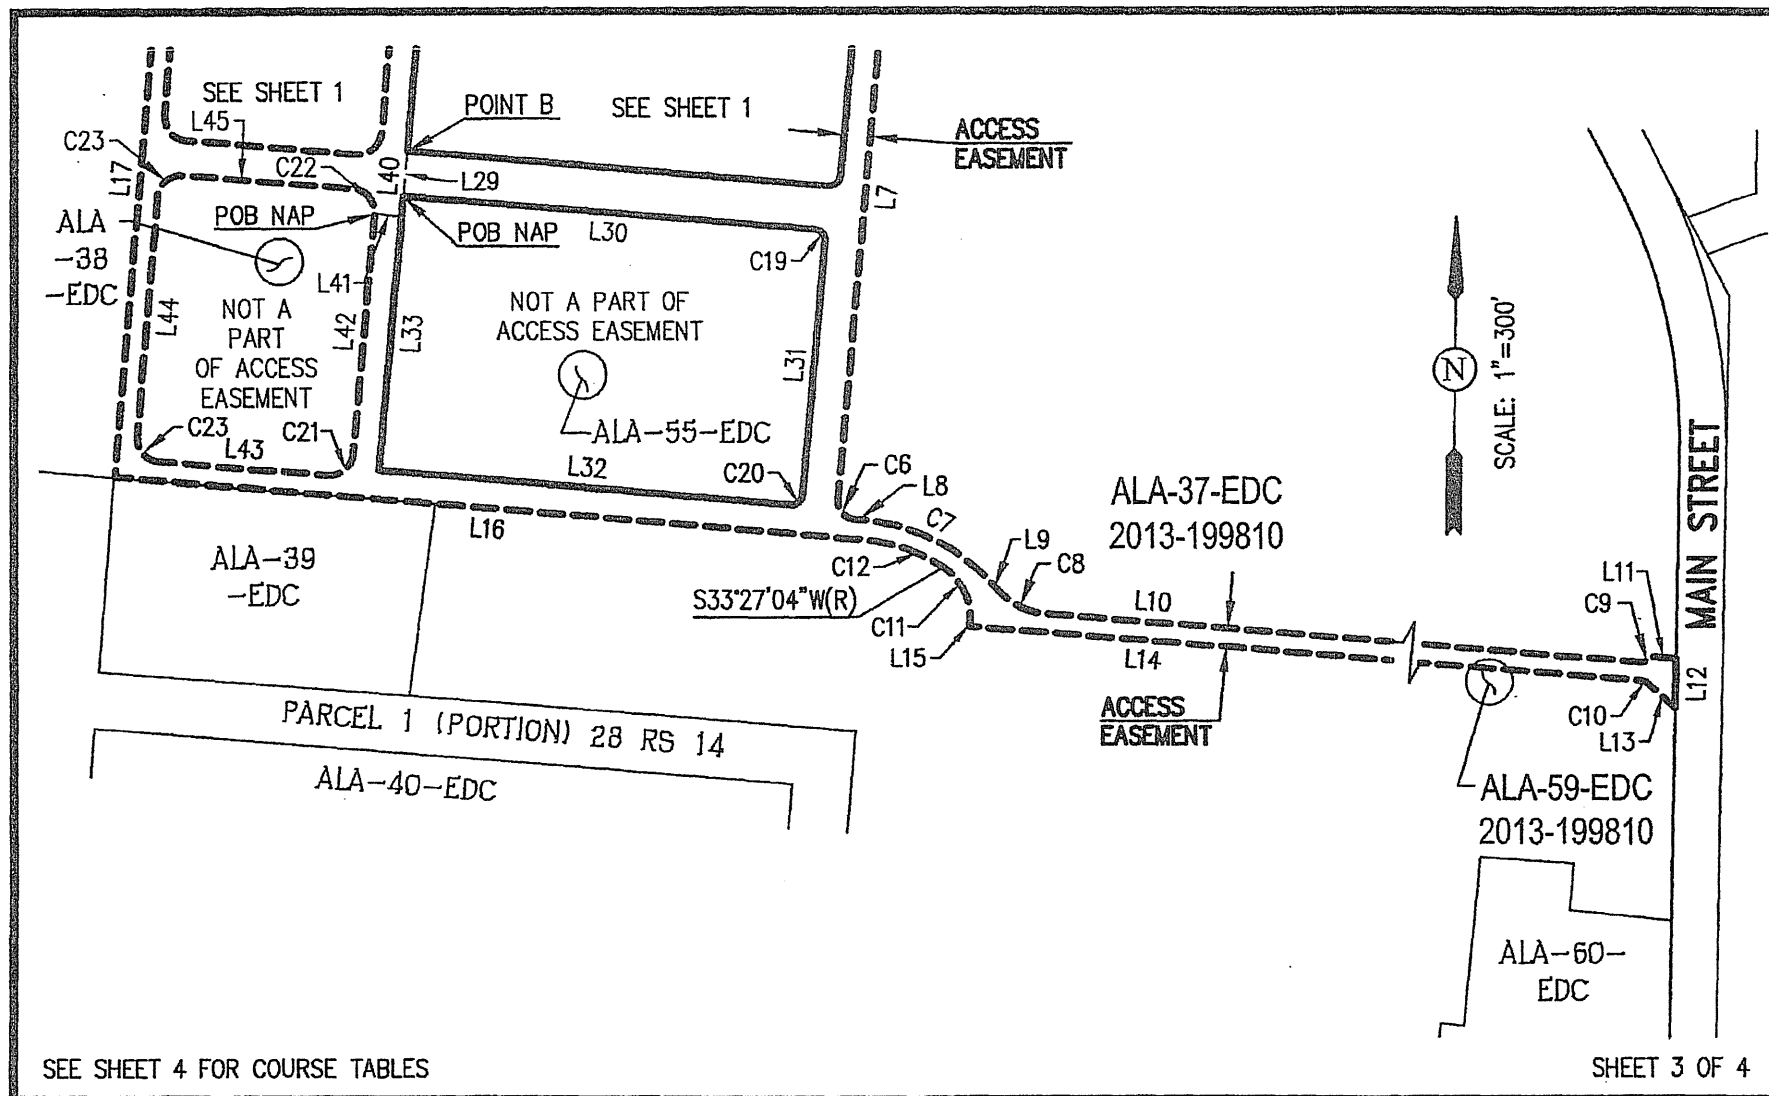 SEE SHEET 1
L45
C23
C22
L17
POINT B
SEE SHEET 1
ACCESS
EASEMENT
L40
L29
L7
ALA
-38
-EDC
POB NAP
POB NAP
L30
C19
L41
NOT A
PART
OF ACCESS
EASEMENT
L44
L42
L33
NOT A PART OF
ACCESS EASEMENT
L31
ALA-55-EDC
C23
L43
C21
L32
C20
C6
L8
C7
L9
C8
L16
C12
S33°27'04"W(R)
C11
L15
ALA-37-EDC
2013-199810
L10
L14
ACCESS
EASEMENT
N
SCALE: 1"=300'
MAIN STREET
L11
C9
L12
C10
L13
ALA-59-EDC
2013-199810
ALA-39
-EDC
PARCEL 1 (PORTION) 28 RS 14
ALA-40-EDC
ALA-60-
EDC
SEE SHEET 4 FOR COURSE TABLES
SHEET 3 OF 4